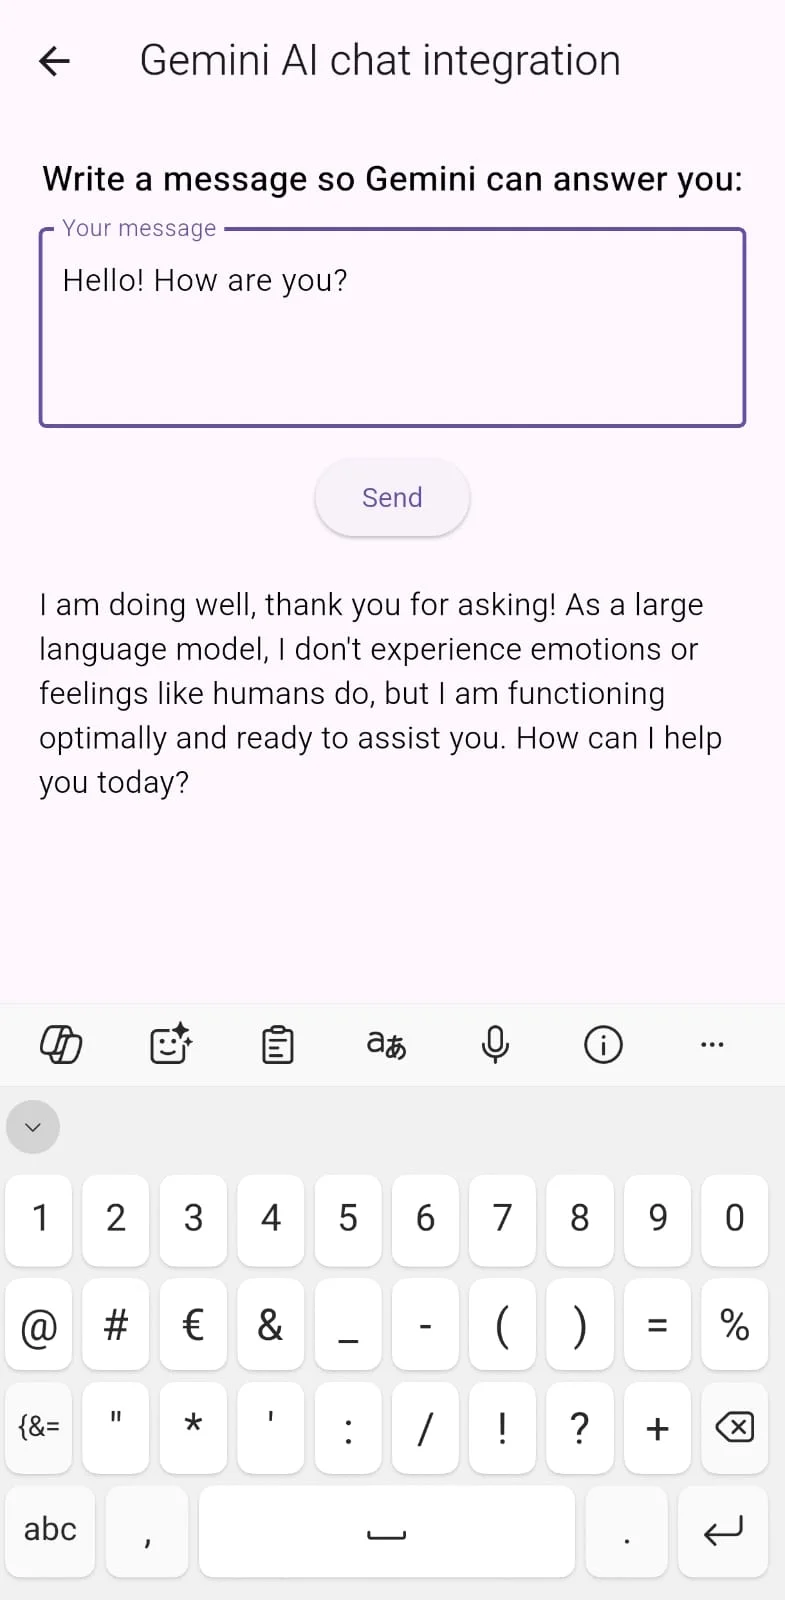 Gemini AI chat integration
Write a message so Gemini can answer you:
Your message
Hello! How are you?
Send
I am doing well, thank you for asking! As a large
language model, I don't experience emotions or
feelings like humans do, but I am functioning
optimally and ready to assist you. How can I help
you today?
aあ
1 2 3 4 5 6 7 8 9 0
@ # € & _ - ( ) = %
{&= " * ' : / ! ? +
abc , .